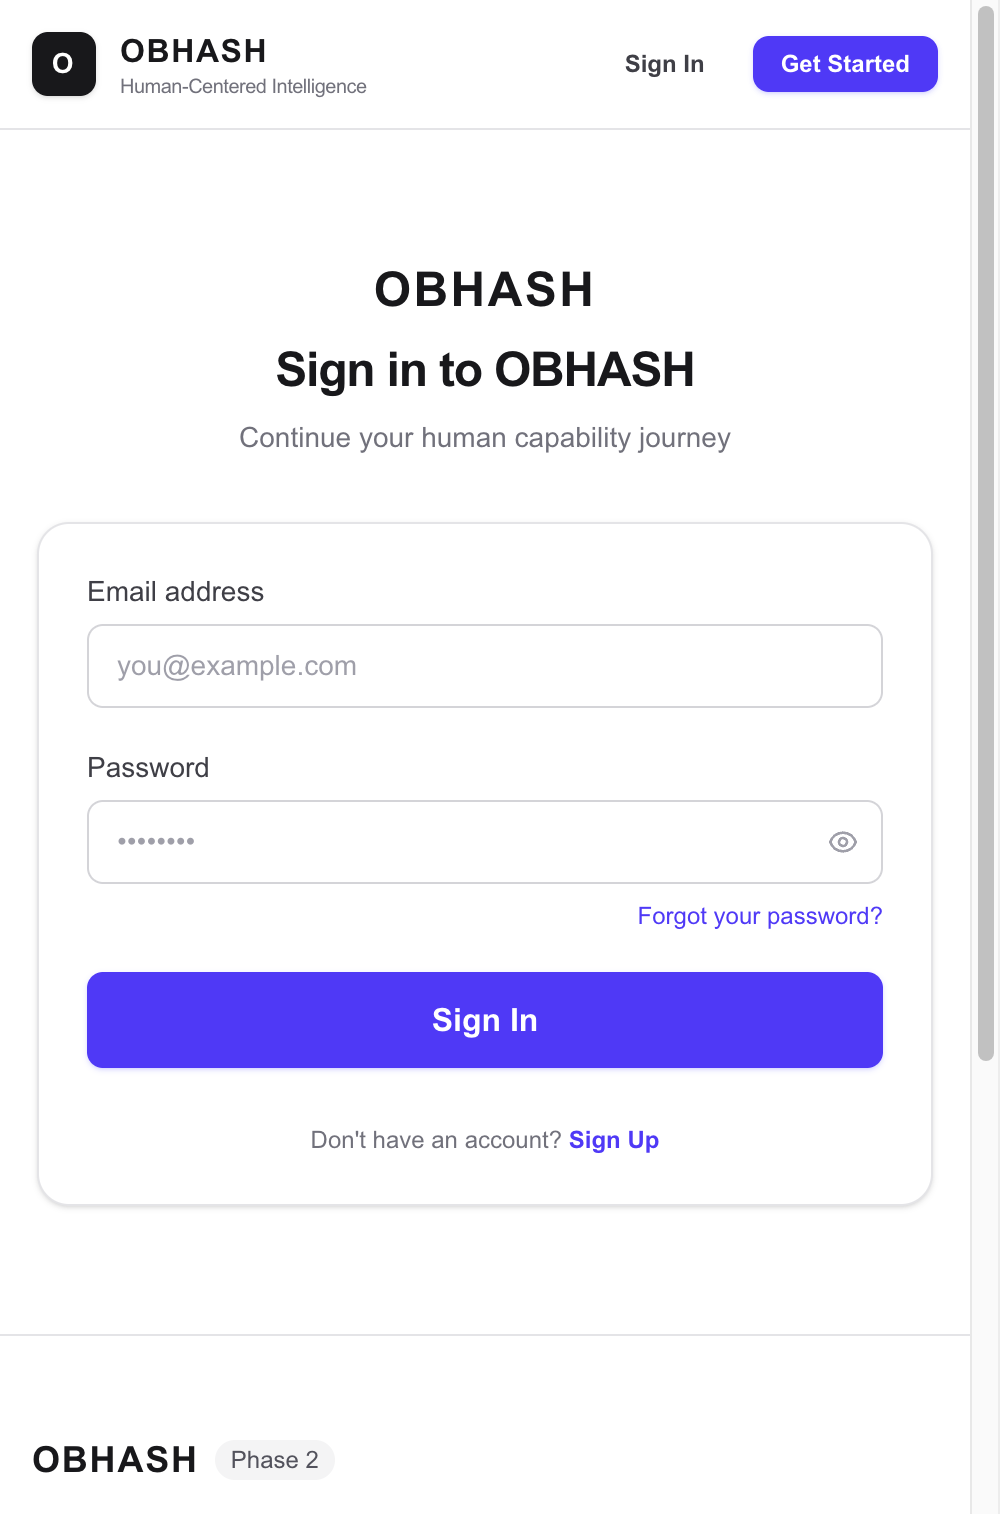 O
OBHASH
Human-Centered Intelligence
Sign In
Get Started
OBHASH
Sign in to OBHASH
Continue your human capability journey
Email address
you@example.com
Password
••••••••
Forgot your password?
Sign In
Don't have an account? Sign Up
OBHASH
Phase 2